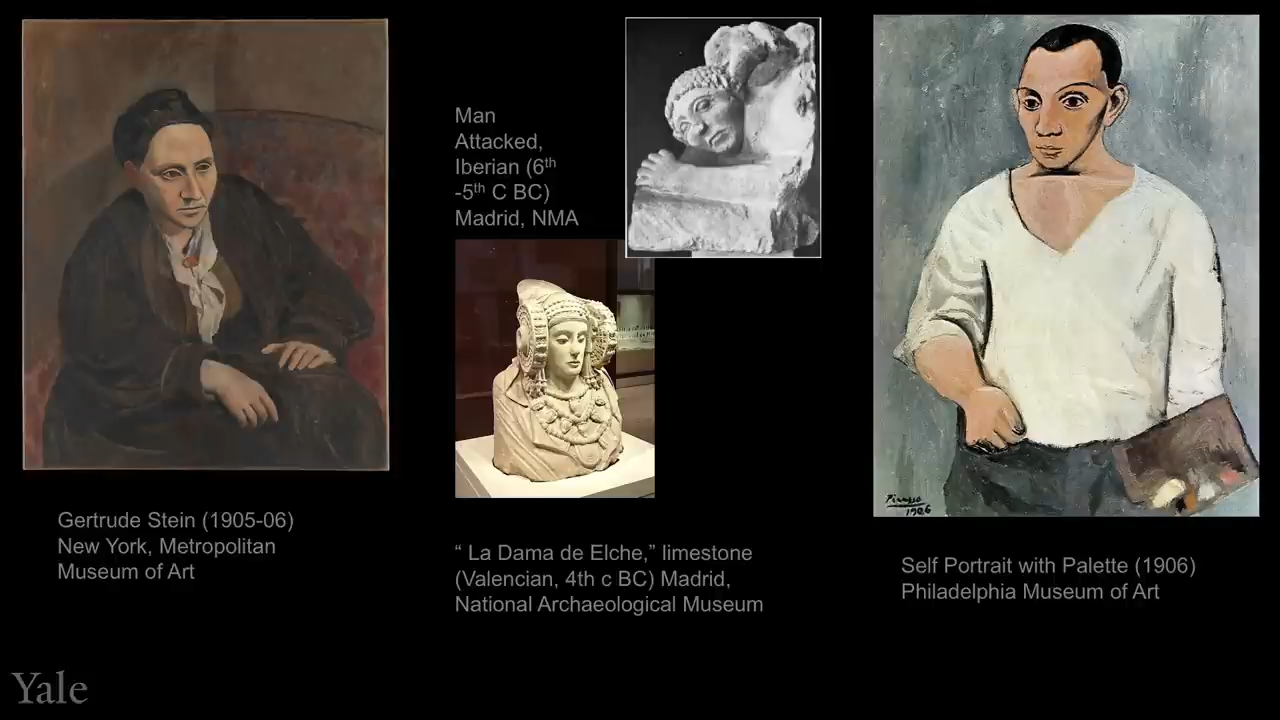 Man
Attacked,
Iberian (6th
-5th C BC)
Madrid, NMA
Picasso
1906
Gertrude Stein (1905-06)
New York, Metropolitan
Museum of Art
“ La Dama de Elche,” limestone
(Valencian, 4th c BC) Madrid,
National Archaeological Museum
Self Portrait with Palette (1906)
Philadelphia Museum of Art
Yale